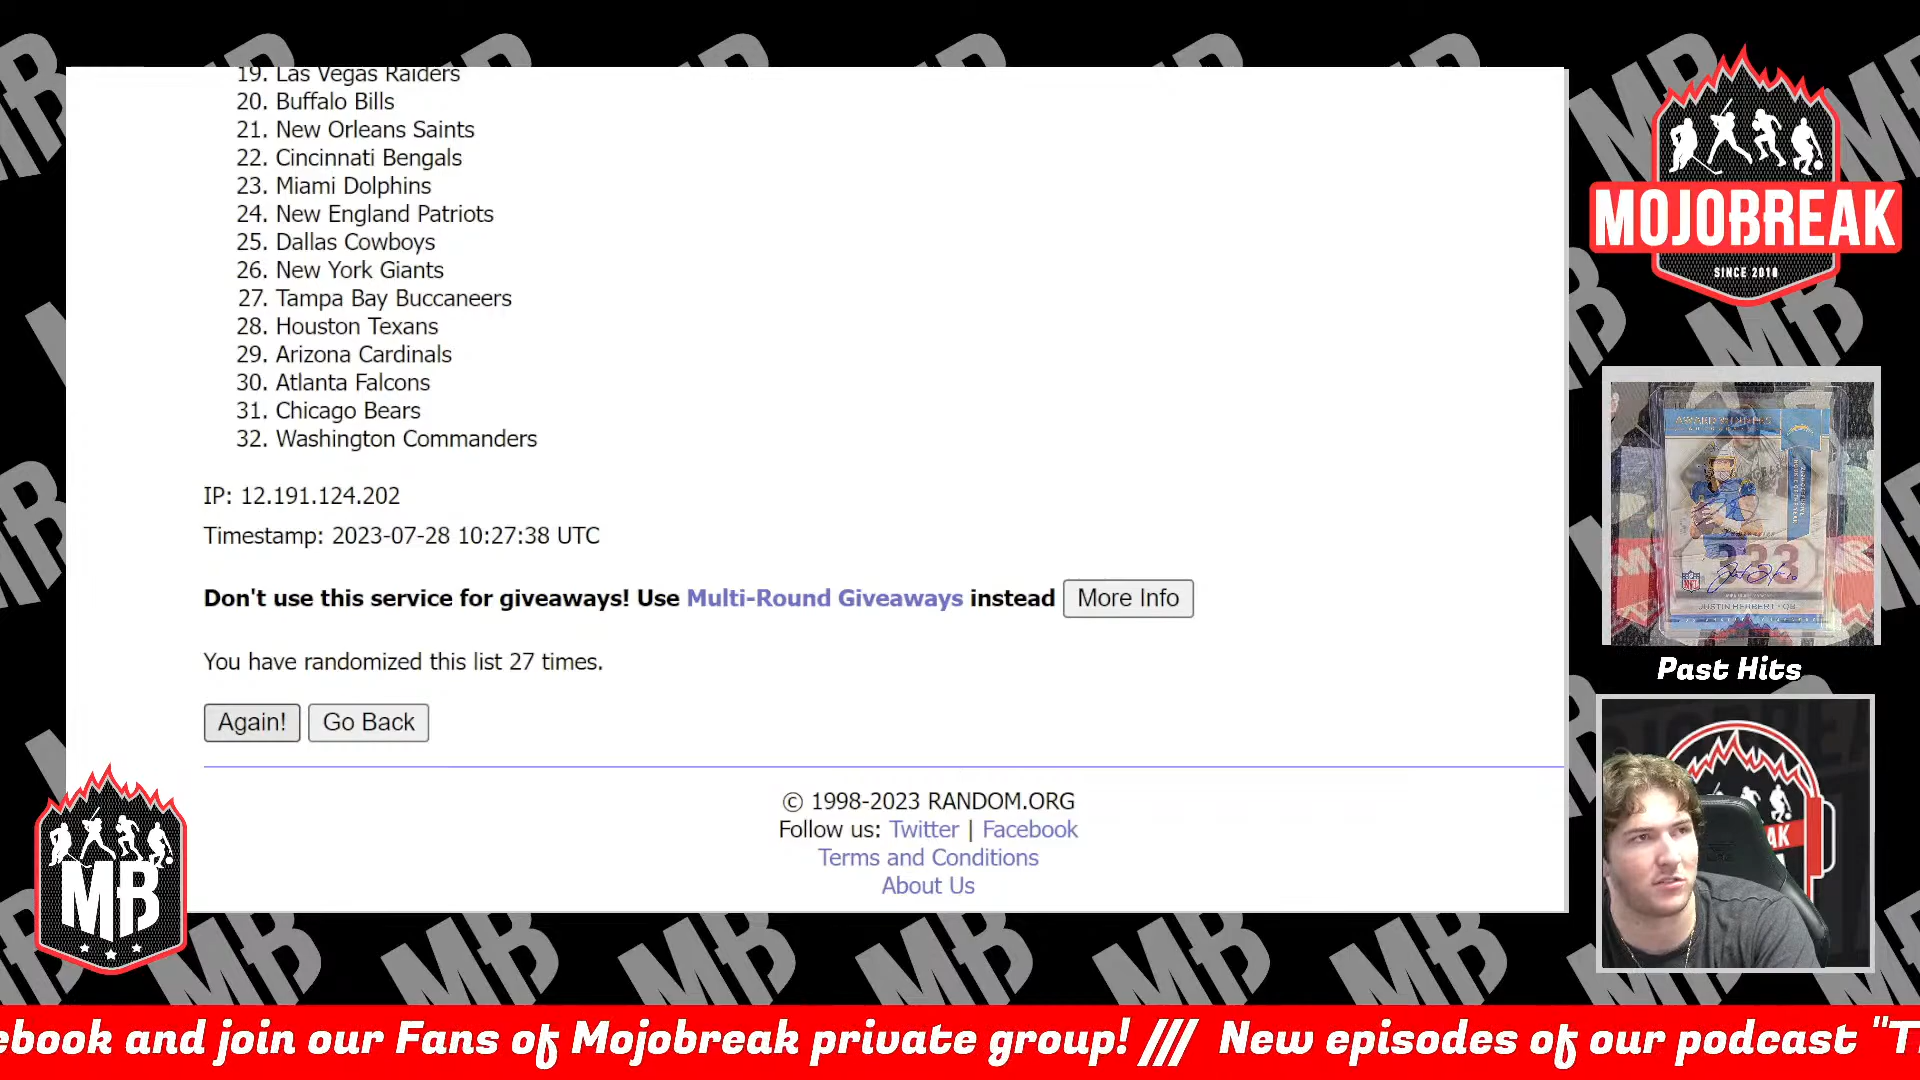 19. Las Vegas Raiders
20. Buffalo Bills
21. New Orleans Saints
22. Cincinnati Bengals
23. Miami Dolphins
24. New England Patriots
25. Dallas Cowboys
26. New York Giants
27. Tampa Bay Buccaneers
28. Houston Texans
29. Arizona Cardinals
30. Atlanta Falcons
31. Chicago Bears
32. Washington Commanders
IP: 12.191.124.202
Timestamp: 2023-07-28 10:27:38 UTC
Don't use this service for giveaways! Use Multi-Round Giveaways instead More Info
You have randomized this list 27 times.
Again! Go Back
© 1998-2023 RANDOM.ORG
Follow us: Twitter | Facebook
Terms and Conditions
About Us
MOJOBREAK
SINCE 2010
JUSTIN HERBERT • QB
Past Hits
MB
ebook and join our Fans of Mojobreak private group! /// New episodes of our podcast "T